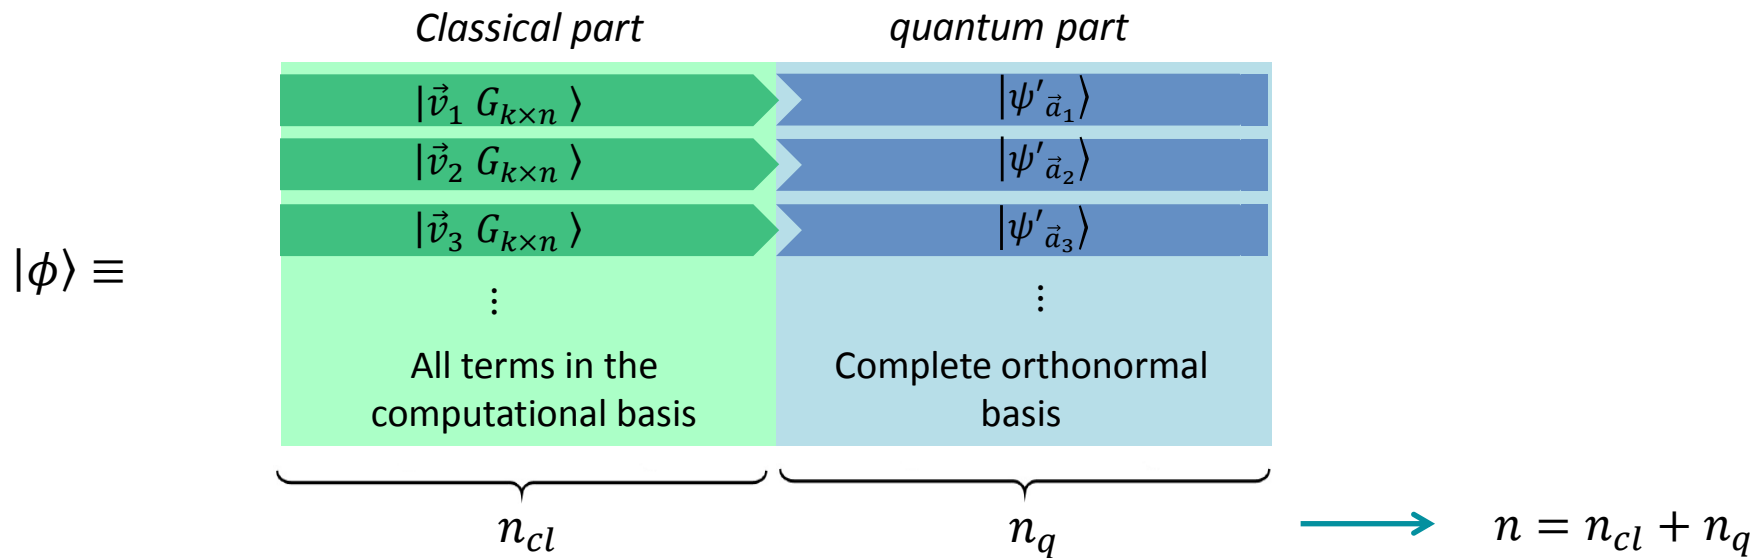 Classical part quantum part
|v⃗₁ G_{k×n} ⟩ |ψ′_{a⃗₁}⟩
|v⃗₂ G_{k×n} ⟩ |ψ′_{a⃗₂}⟩
|v⃗₃ G_{k×n} ⟩ |ψ′_{a⃗₃}⟩
|ϕ⟩ ≡
⋮ ⋮
All terms in the Complete orthonormal
computational basis basis
n_{cl} n_q n = n_{cl} + n_q